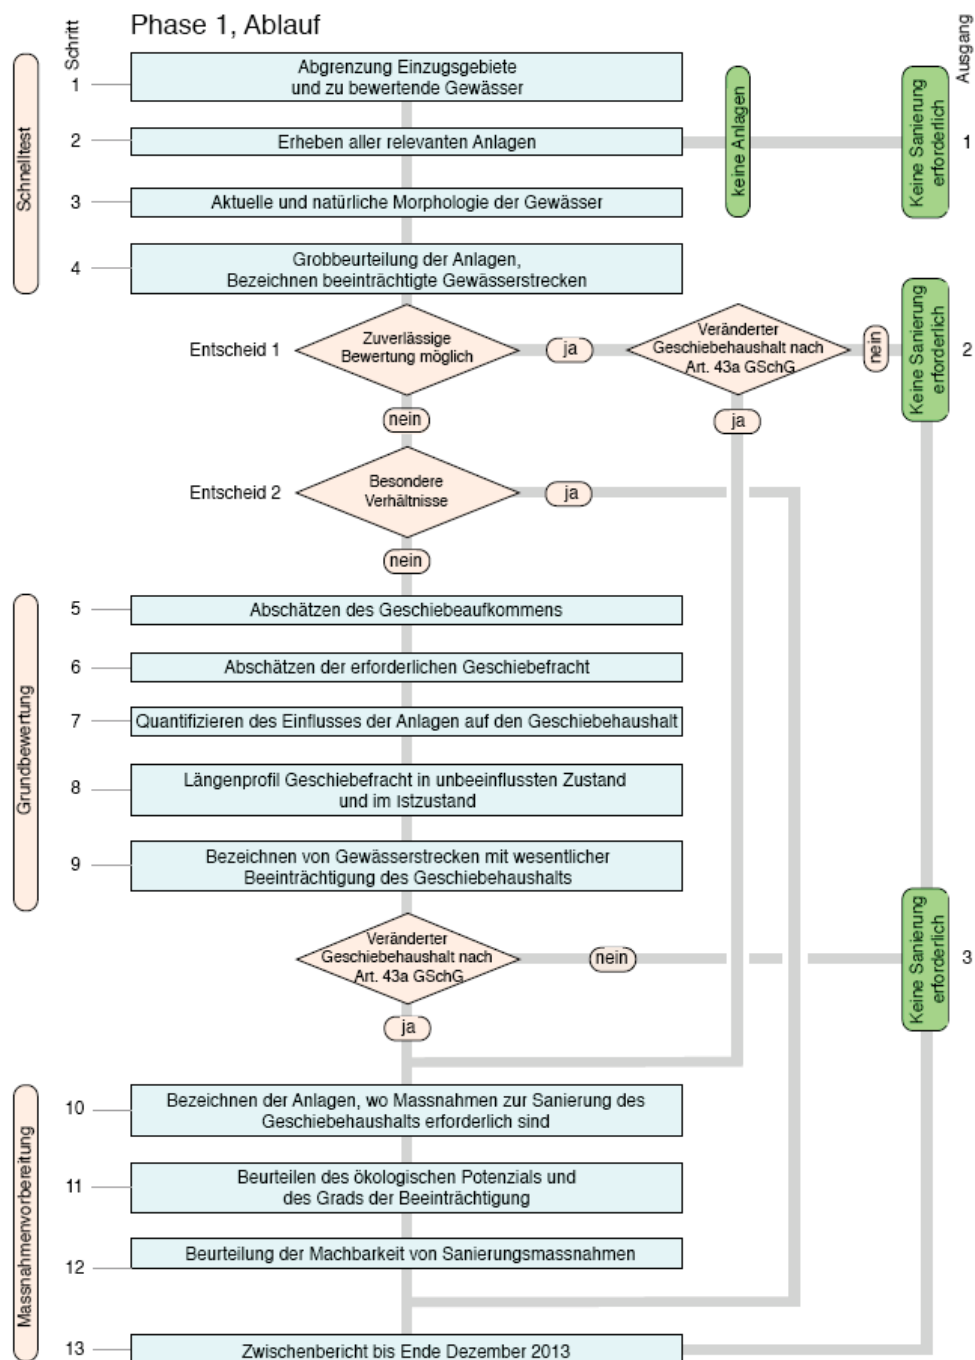 Phase 1, Ablauf
Schritt
Ausgang
Schnelltest
1
Abgrenzung Einzugsgebiete
und zu bewertende Gewässer
2
Erheben aller relevanten Anlagen
keine Anlagen
Keine Sanierung
erforderlich
1
3
Aktuelle und natürliche Morphologie der Gewässer
4
Grobbeurteilung der Anlagen,
Bezeichnen beeinträchtigte Gewässerstrecken
Entscheid 1
Zuverlässige
Bewertung möglich
ja
Veränderter
Geschiebehaushalt nach
Art. 43a GSchG
nein
Keine Sanierung
erforderlich
2
nein
ja
Entscheid 2
Besondere
Verhältnisse
ja
nein
Grundbewertung
5
Abschätzen des Geschiebeaufkommens
6
Abschätzen der erforderlichen Geschiebefracht
7
Quantifizieren des Einflusses der Anlagen auf den Geschiebehaushalt
8
Längenprofil Geschiebefracht in unbeeinflussten Zustand
und im Istzustand
9
Bezeichnen von Gewässerstrecken mit wesentlicher
Beeinträchtigung des Geschiebehaushalts
Veränderter
Geschiebehaushalt nach
Art. 43a GSchG
nein
Keine Sanierung
erforderlich
3
ja
Massnahmenvorbereitung
10
Bezeichnen der Anlagen, wo Massnahmen zur Sanierung des
Geschiebehaushalts erforderlich sind
11
Beurteilen des ökologischen Potenzials und
des Grads der Beeinträchtigung
12
Beurteilung der Machbarkeit von Sanierungsmassnahmen
13
Zwischenbericht bis Ende Dezember 2013